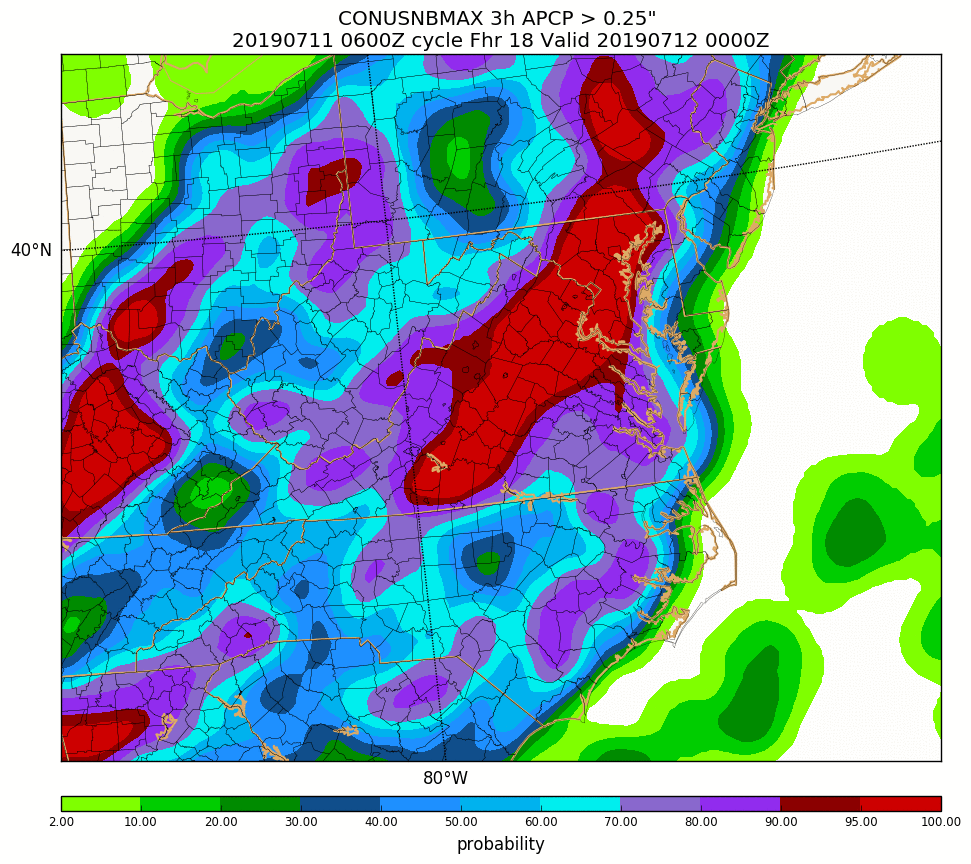 CONUSNBMAX 3h APCP > 0.25"
20190711 0600Z cycle Fhr 18 Valid 20190712 0000Z
40°N
80°W
2.00 10.00 20.00 30.00 40.00 50.00 60.00 70.00 80.00 90.00 95.00 100.00
probability